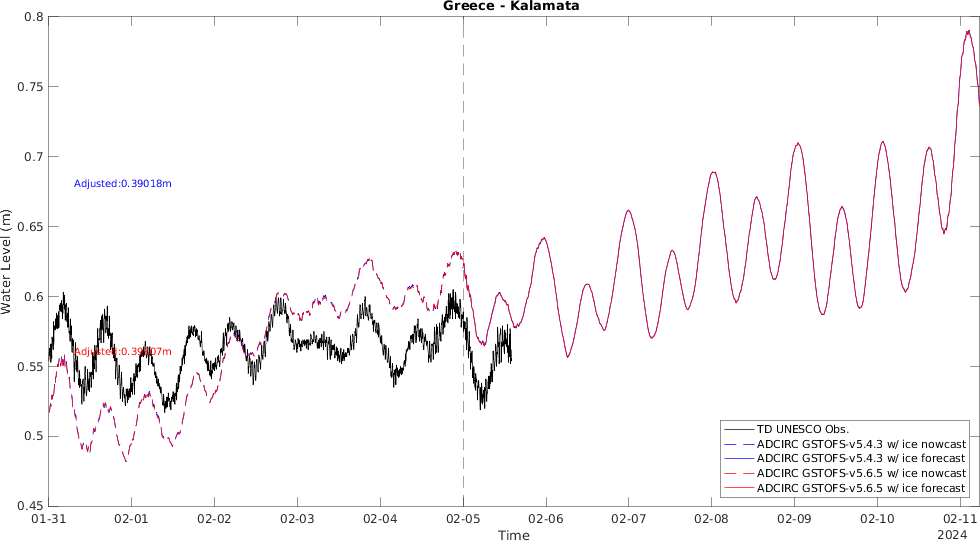 Greece - Kalamata
0.8
0.75
0.7
0.65
0.6
0.55
0.5
0.45
Water Level (m)
Adjusted:0.39018m
01-31
02-01
02-02
02-03
02-04
02-05
02-06
02-07
02-08
02-09
02-10
02-11
Time
2024
TD UNESCO Obs.
ADCIRC GSTOFS-v5.4.3 w/ ice nowcast
ADCIRC GSTOFS-v5.4.3 w/ ice forecast
ADCIRC GSTOFS-v5.6.5 w/ ice nowcast
ADCIRC GSTOFS-v5.6.5 w/ ice forecast